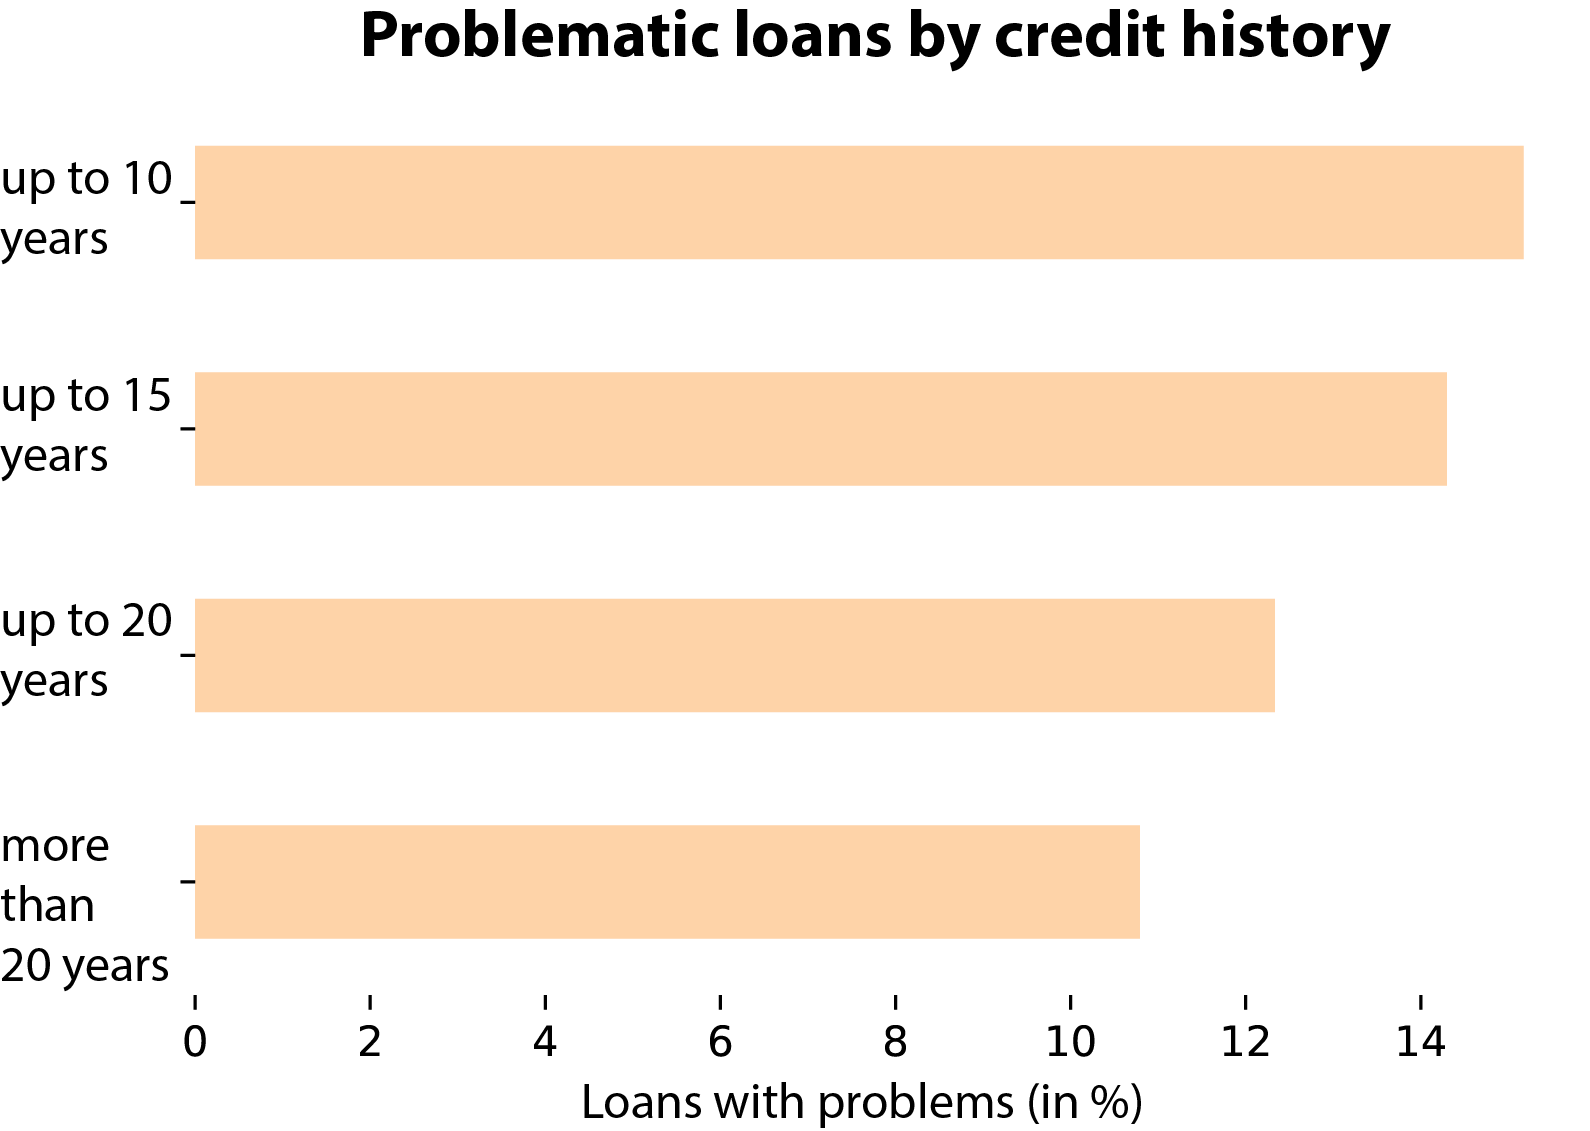 Problematic loans by credit history
up to 10
years
up to 15
years
up to 20
years
more
than
20 years
0 2 4 6 8 10 12 14
Loans with problems (in %)